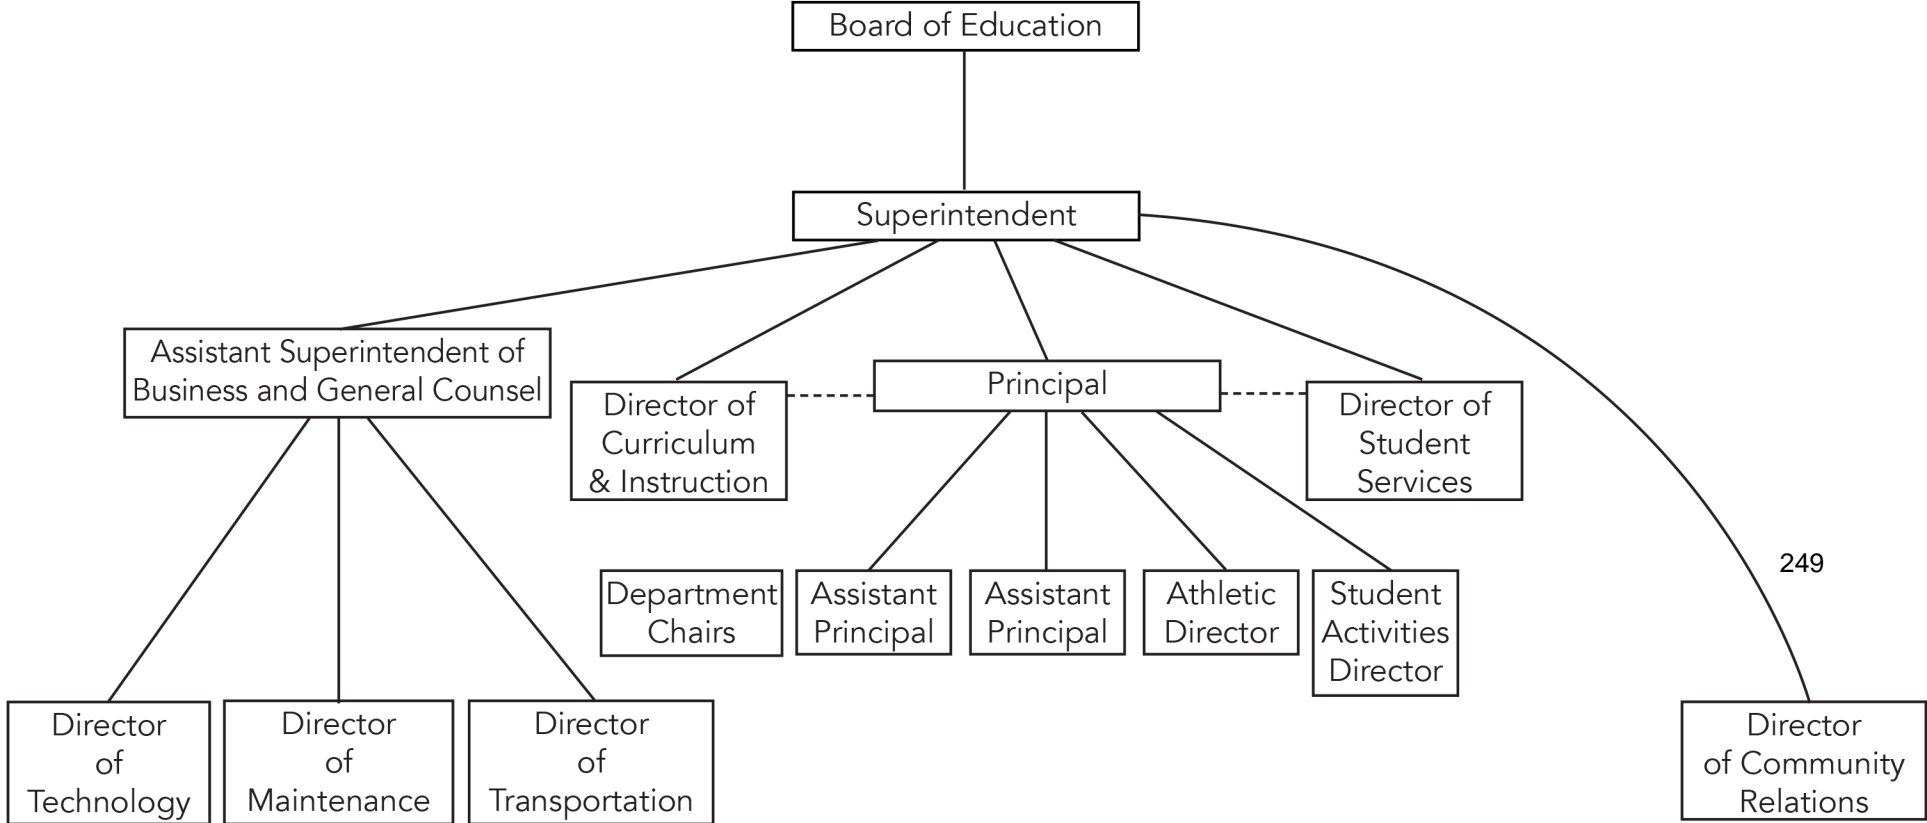 Board of Education
Superintendent
Assistant Superintendent of
Business and General Counsel
Director of
Curriculum
& Instruction
Principal
Director of
Student
Services
249
Department
Chairs
Assistant
Principal
Assistant
Principal
Athletic
Director
Student
Activities
Director
Director
of
Technology
Director
of
Maintenance
Director
of
Transportation
Director
of Community
Relations